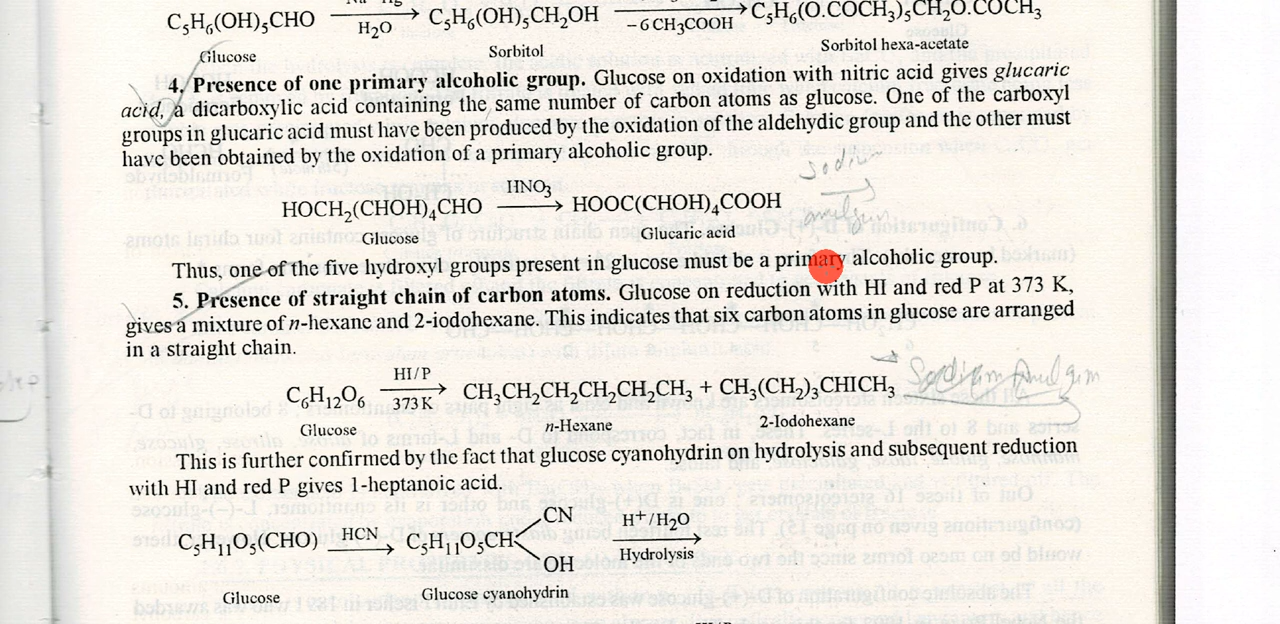 C₅H₆(OH)₅CHO ⟶ H₂O C₅H₆(OH)₅CH₂OH ⟶ −6CH₃COOH C₅H₆(O.COCH₃)₅CH₂O.COCH₃
Glucose Sorbitol Sorbitol hexa-acetate
4. Presence of one primary alcoholic group. Glucose on oxidation with nitric acid gives glucaric
acid, a dicarboxylic acid containing the same number of carbon atoms as glucose. One of the carboxyl
groups in glucaric acid must have been produced by the oxidation of the aldehydic group and the other must
have been obtained by the oxidation of a primary alcoholic group.
HNO₃
HOCH₂(CHOH)₄CHO ⟶ HOOC(CHOH)₄COOH
Glucose Glucaric acid
Thus, one of the five hydroxyl groups present in glucose must be a primary alcoholic group.
5. Presence of straight chain of carbon atoms. Glucose on reduction with HI and red P at 373 K,
gives a mixture of n-hexane and 2-iodohexane. This indicates that six carbon atoms in glucose are arranged
in a straight chain.
HI/P
C₆H₁₂O₆ ⟶ CH₃CH₂CH₂CH₂CH₂CH₃ + CH₃(CH₂)₃CHICH₃
373K
Glucose n-Hexane 2-Iodohexane
This is further confirmed by the fact that glucose cyanohydrin on hydrolysis and subsequent reduction
with HI and red P gives 1-heptanoic acid.
CN
C₅H₁₁O₅(CHO) HCN ⟶ C₅H₁₁O₅CH H⁺/H₂O ⟶ Hydrolysis
OH
Glucose Glucose cyanohydrin